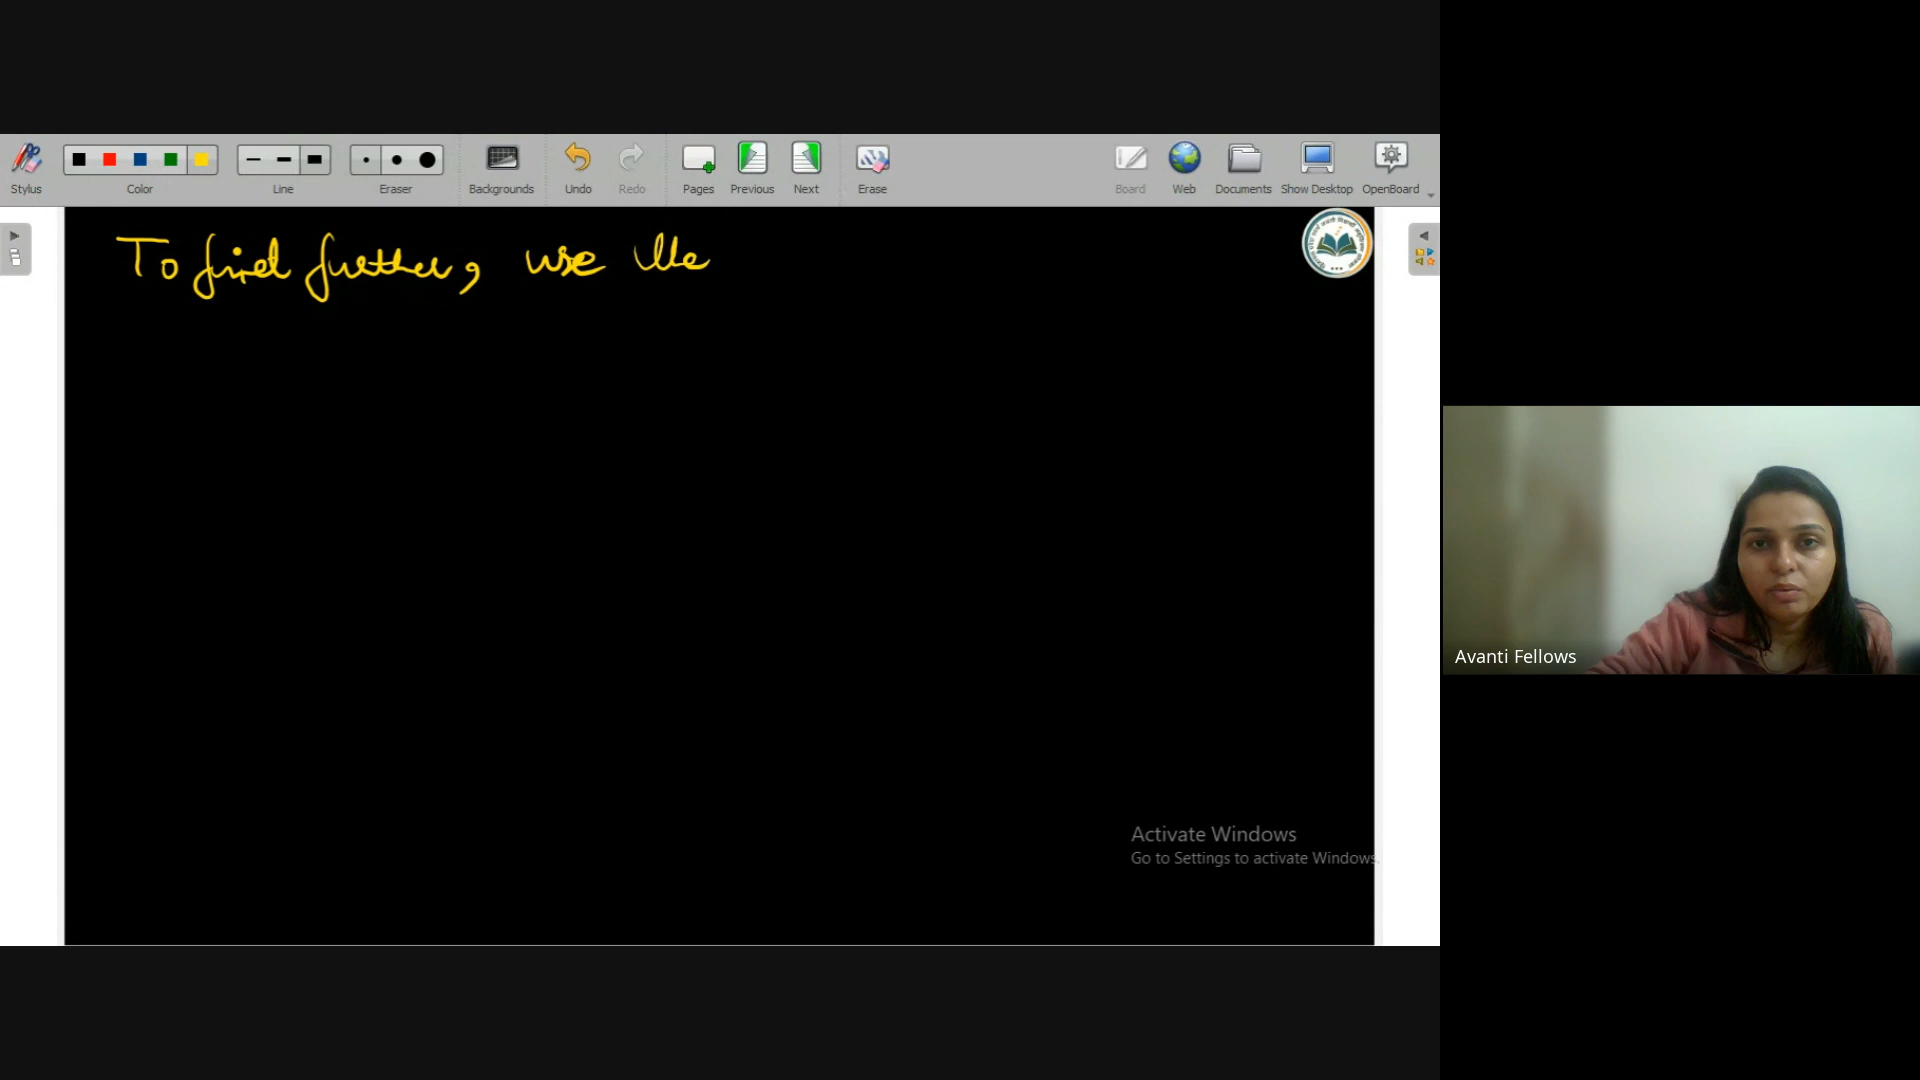 Stylus Color Line Eraser Backgrounds Undo Redo Pages Previous Next Erase Board Web Documents Show Desktop OpenBoard
To find further, use the
Avanti Fellows
Activate Windows
Go to Settings to activate Windows.